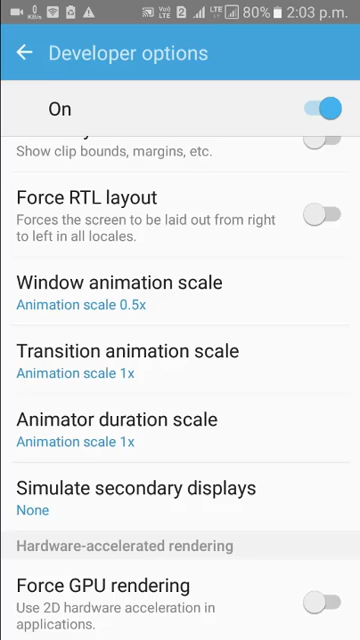 80% 2:03 p.m.
Developer options
On
Show clip bounds, margins, etc.
Force RTL layout
Forces the screen to be laid out from right
to left in all locales.
Window animation scale
Animation scale 0.5x
Transition animation scale
Animation scale 1x
Animator duration scale
Animation scale 1x
Simulate secondary displays
None
Hardware-accelerated rendering
Force GPU rendering
Use 2D hardware acceleration in
applications.